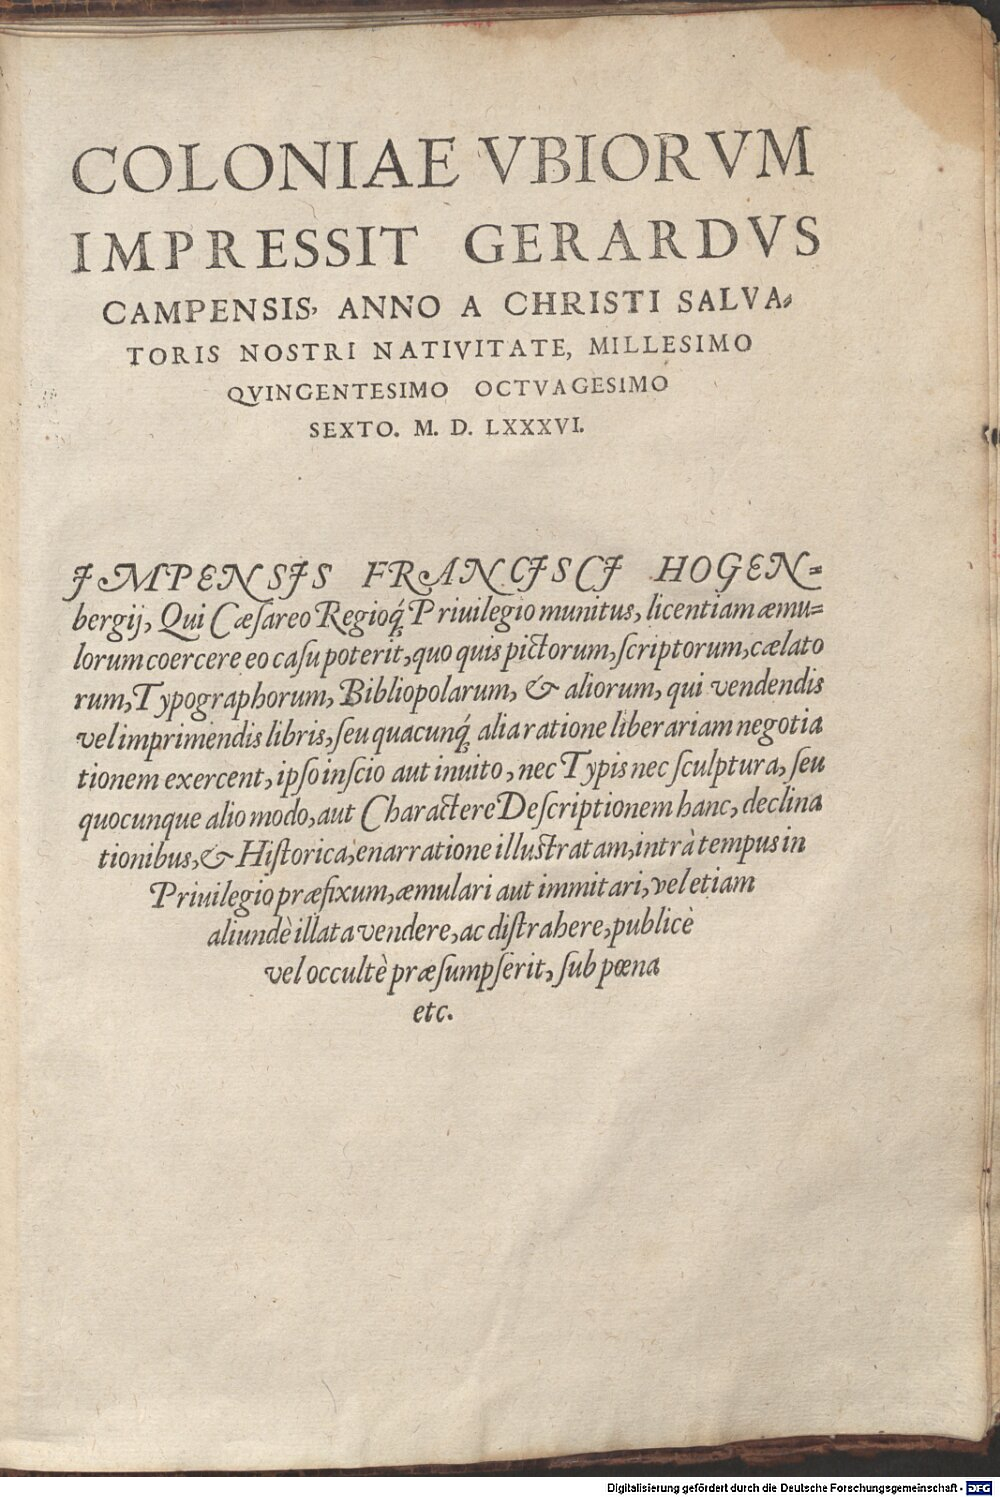 COLONIAE VBIORVM
IMPRESSIT GERARDVS
CAMPENSIS, ANNO A CHRISTI SALVA⸗
TORIS NOSTRI NATIVITATE, MILLESIMO
QVINGENTESIMO OCTVAGESIMO
SEXTO. M. D. LXXXVI.
IMPENSIS FRANCISCI HOGEN⸗
bergij, Qui Cæſareo Regioq́; Priuilegio munitus, licentiam æmu⸗
lorum coercere eo caſu poterit, quo quis pictorum, ſcriptorum, cælato
rum, Typographorum, Bibliopolarum, & aliorum, qui vendendis
vel imprimendis libris, ſeu quacunq́; alia ratione liberariam negotia
tionem exercent, ipſo inſcio aut inuito, nec Typis nec ſculptura, ſeu
quocunque alio modo, aut Charactere Deſcriptionem hanc, declina
tionibus, & Hiſtorica, enarratione illuſtratam, intrà tempus in
Priuilegio præfixum, æmulari aut immitari, vel etiam
aliundè illata vendere, ac diſtrahere, publicè
vel occultè præſumpſerit, ſub pœna
etc.
Digitalisierung gefördert durch die Deutsche Forschungsgemeinschaft - DFG